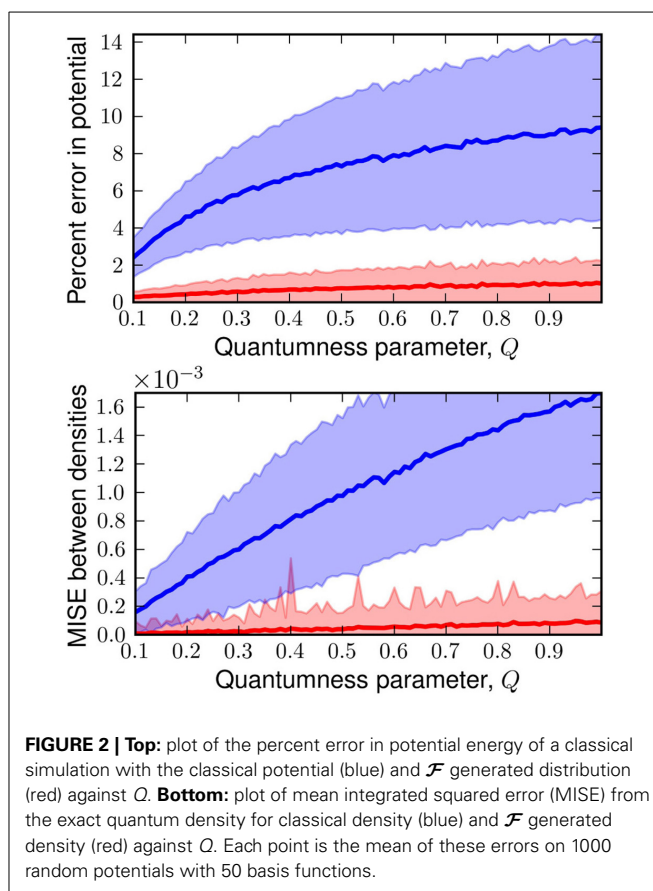 14
12
10
8
6
4
2
0
Percent error in potential
0.1 0.2 0.3 0.4 0.5 0.6 0.7 0.8 0.9
Quantumness parameter, Q
×10−3
1.6
1.4
1.2
1.0
0.8
0.6
0.4
0.2
0.0
MISE between densities
0.1 0.2 0.3 0.4 0.5 0.6 0.7 0.8 0.9
Quantumness parameter, Q
FIGURE 2 | Top: plot of the percent error in potential energy of a classical
simulation with the classical potential (blue) and 𝓕 generated distribution
(red) against Q. Bottom: plot of mean integrated squared error (MISE) from
the exact quantum density for classical density (blue) and 𝓕 generated
density (red) against Q. Each point is the mean of these errors on 1000
random potentials with 50 basis functions.